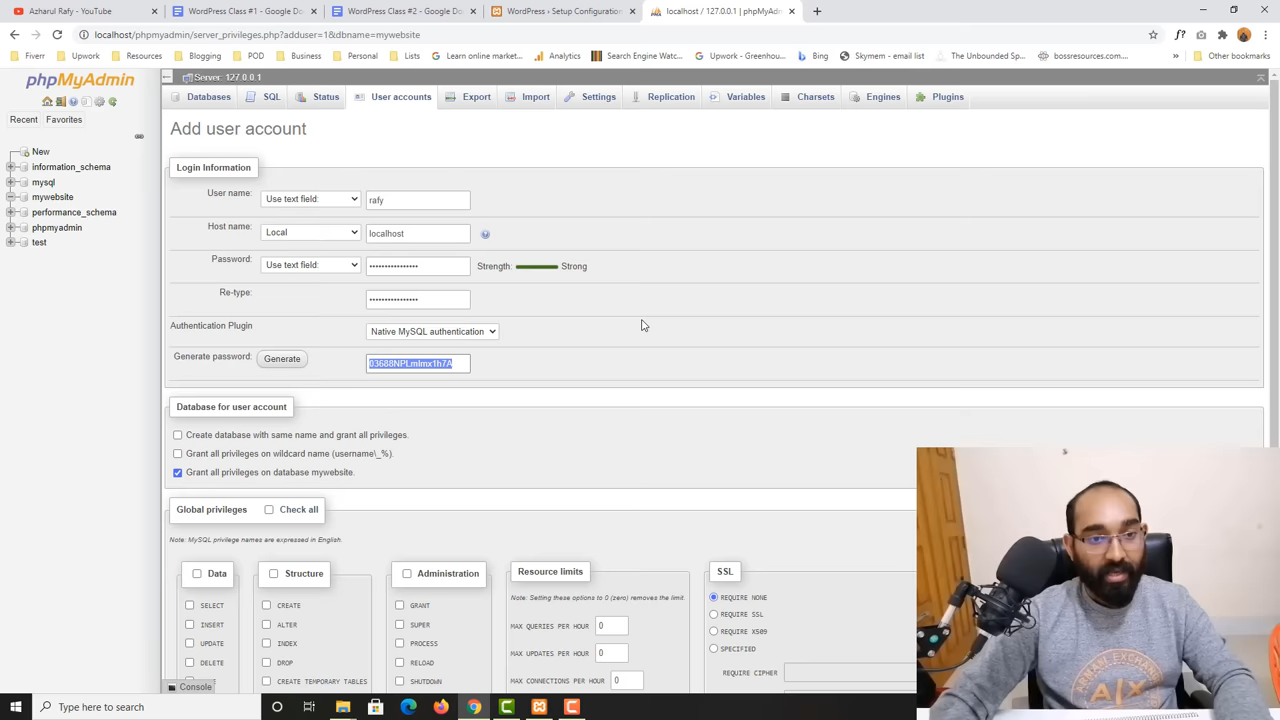 Azharul Rafy - YouTube
WordPress Class #1 - Google Do
WordPress Class #2 - Google Do
WordPress › Setup Configuration
localhost / 127.0.0.1 | phpMyAdm
localhost/phpmyadmin/server_privileges.php?adduser=1&dbname=mywebsite
Fiverr
Upwork
Resources
POD
Business
Personal
Lists
Learn online market...
Analytics
Search Engine Watc...
Upwork - Greenhou...
Bing
Skymem - email list
The Unbounded Sp...
bossresources.com...
Other bookmarks
phpMyAdmin
Recent
Favorites
New
information_schema
mysql
mywebsite
performance_schema
phpmyadmin
test
Server: 127.0.0.1
Databases
SQL
Status
User accounts
Export
Import
Settings
Replication
Variables
Charsets
Engines
Plugins
Add user account
Login Information
User name:
Use text field:
rafy
Host name:
Local
localhost
Password:
Use text field:
••••••••••••••••
Strength:
Strong
Re-type:
••••••••••••••••
Authentication Plugin
Native MySQL authentication
Generate password:
Generate
Database for user account
Create database with same name and grant all privileges.
Grant all privileges on wildcard name (username\_%).
Grant all privileges on database mywebsite.
Global privileges
Check all
Note: MySQL privilege names are expressed in English.
Data
SELECT
INSERT
UPDATE
DELETE
Structure
CREATE
ALTER
INDEX
DROP
CREATE TEMPORARY TABLES
Administration
GRANT
SUPER
PROCESS
RELOAD
SHUTDOWN
Resource limits
Note: Setting these options to 0 (zero) removes the limit.
MAX QUERIES PER HOUR 0
MAX UPDATES PER HOUR 0
MAX CONNECTIONS PER HOUR 0
SSL
REQUIRE NONE
REQUIRE SSL
REQUIRE X509
SPECIFIED
REQUIRE CIPHER
Console
ARMANI EXCHANGE
A|X
Type here to search